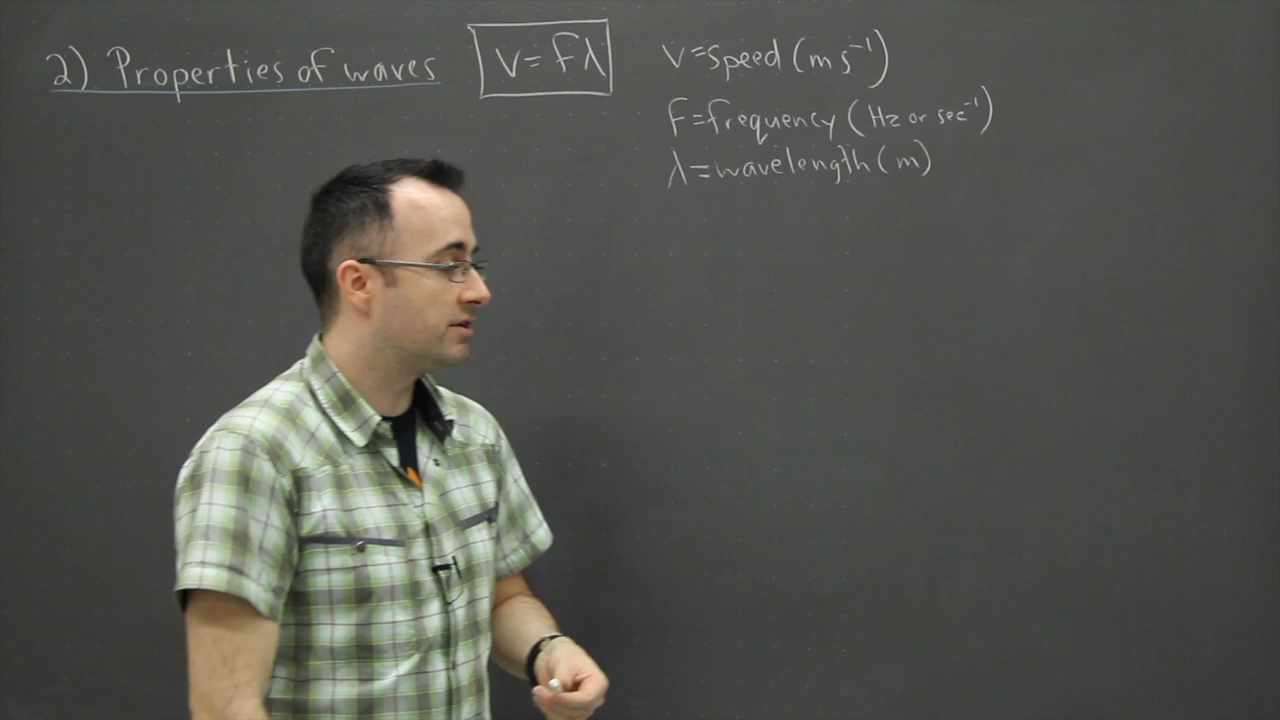 2) Properties of waves
v=fλ
v=speed (m s⁻¹)
f=frequency (Hz or sec⁻¹)
λ=wavelength (m)